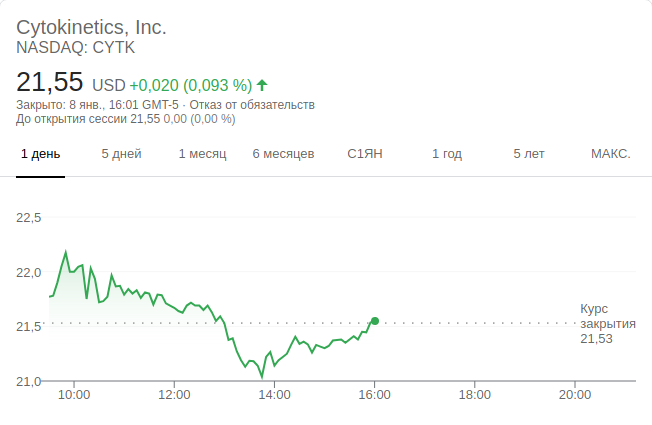 Cytokinetics, Inc.
NASDAQ: CYTK
21,55 USD +0,020 (0,093 %)
Закрыто: 8 янв., 16:01 GMT-5 · Отказ от обязательств
До открытия сессии 21,55 0,00 (0,00 %)
1 день 5 дней 1 месяц 6 месяцев С1ЯН 1 год 5 лет МАКС.
22,5
22,0
21,5
21,0
Курс
закрытия
21,53
10:00 12:00 14:00 16:00 18:00 20:00